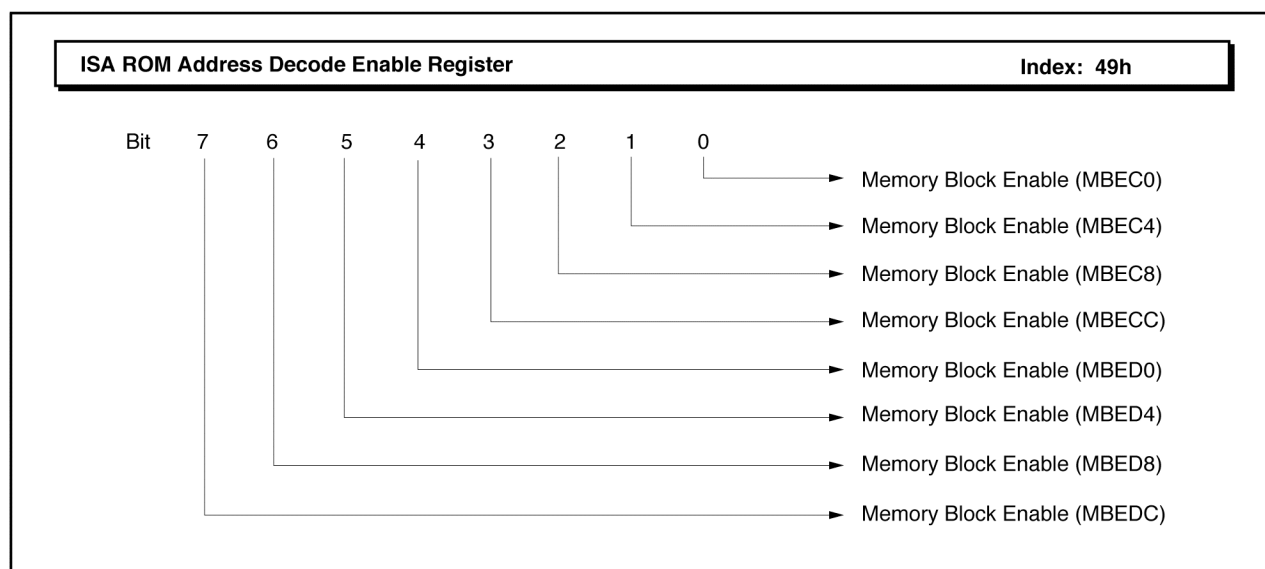 ISA ROM Address Decode Enable Register Index: 49h
Bit 7 6 5 4 3 2 1 0
Memory Block Enable (MBEC0)
Memory Block Enable (MBEC4)
Memory Block Enable (MBEC8)
Memory Block Enable (MBECC)
Memory Block Enable (MBED0)
Memory Block Enable (MBED4)
Memory Block Enable (MBED8)
Memory Block Enable (MBEDC)